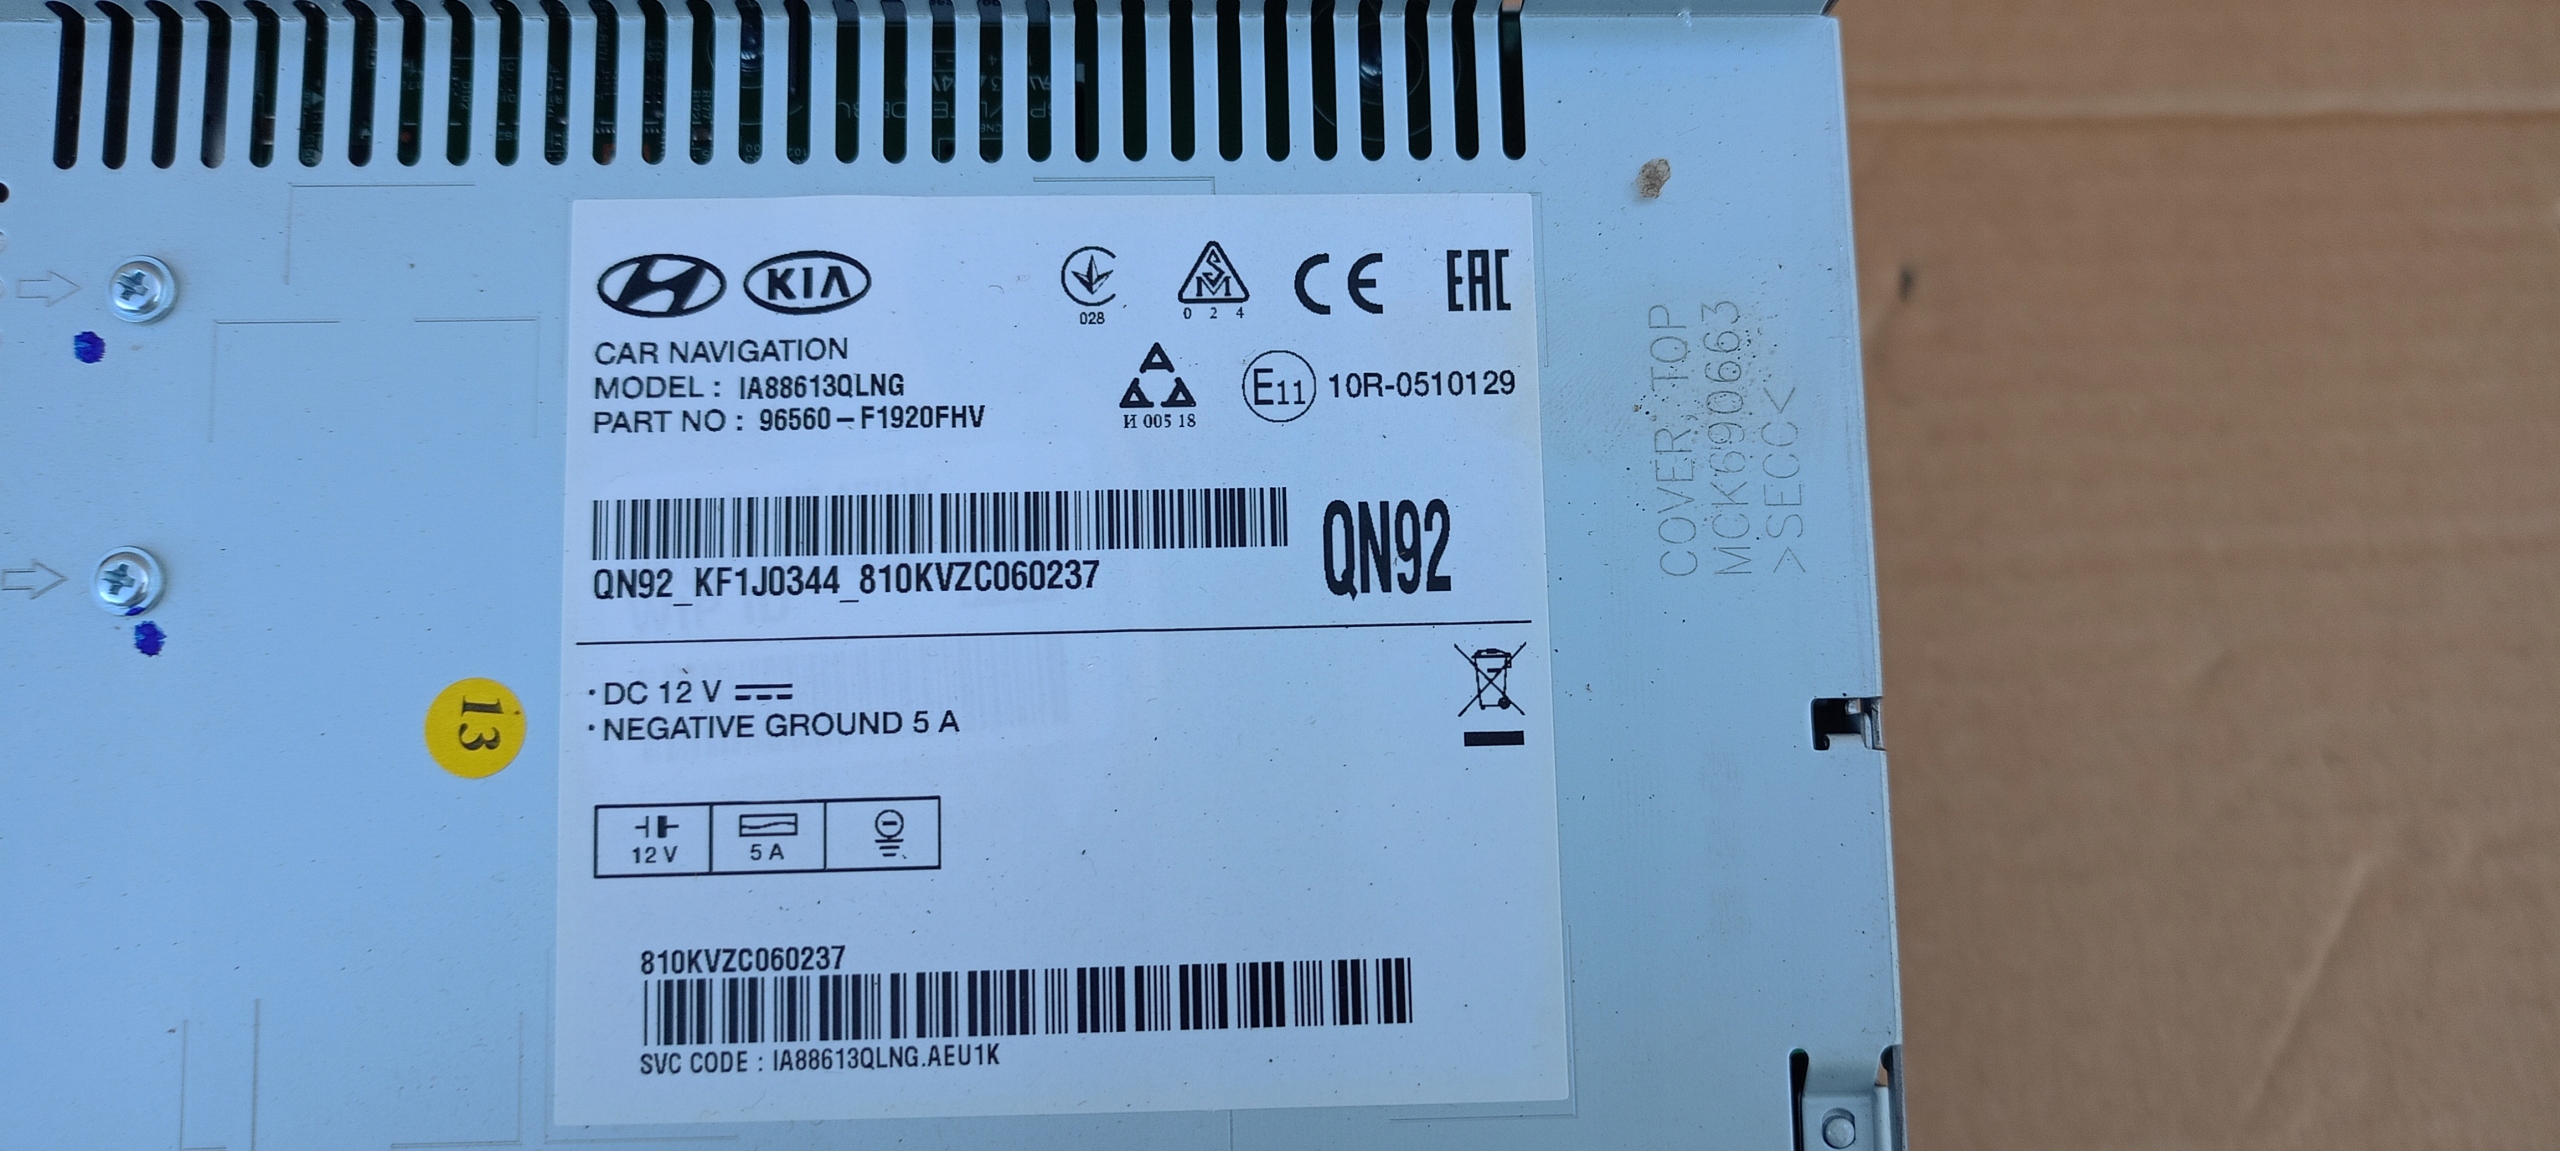 KIA
028
S
M
0 2 4
CE
EAC
CAR NAVIGATION
MODEL : IA88613QLNG
PART NO : 96560-F1920FHV
И 005 18
E11 10R-0510129
QN92_KF1J0344_810KVZC060237
QN92
·DC 12 V
·NEGATIVE GROUND 5 A
12 V
5 A
810KVZC060237
SVC CODE : IA88613QLNG.AEU1K
13
COVER, TOP
MCK6906663
>SECC<